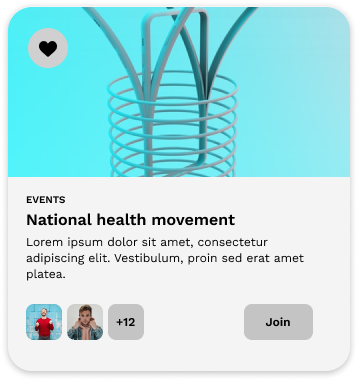 EVENTS
National health movement
Lorem ipsum dolor sit amet, consectetur
adipiscing elit. Vestibulum, proin sed erat amet
platea.
+12
Join